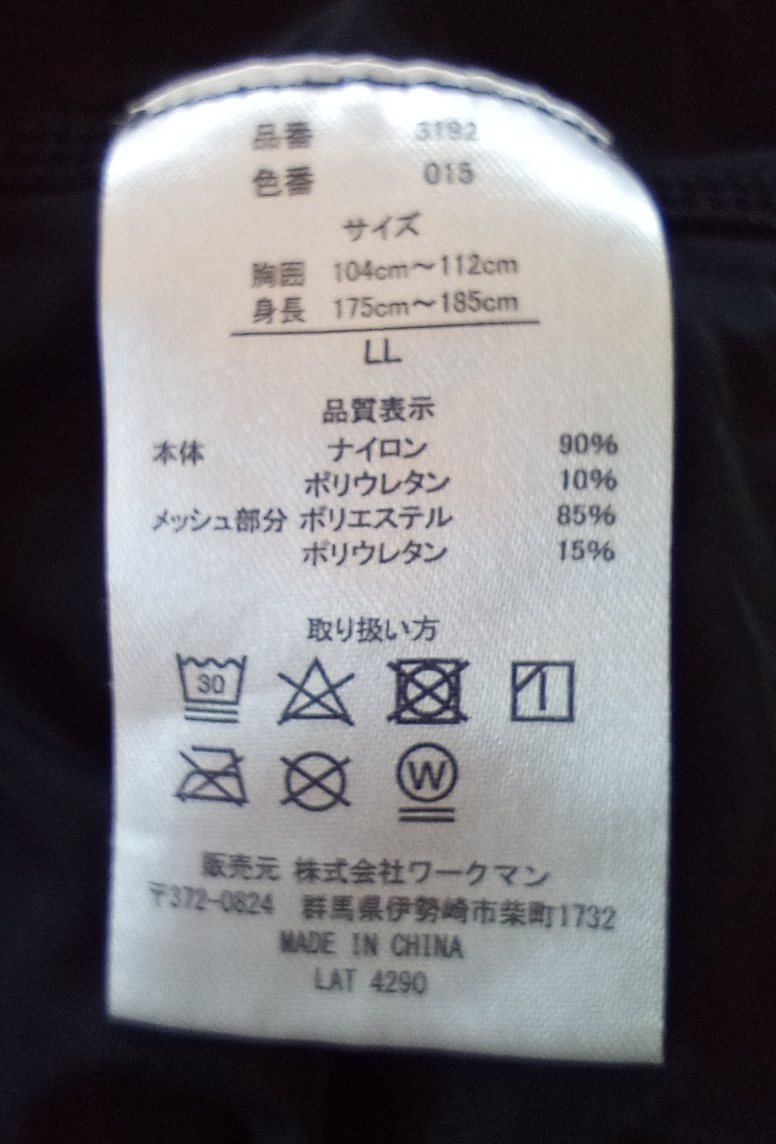 品番 3192
色番 015
サイズ
胸囲 104cm～112cm
身長 175cm～185cm
LL
品質表示
本体 ナイロン 90%
ポリウレタン 10%
メッシュ部分 ポリエステル 85%
ポリウレタン 15%
取り扱い方
30
W
販売元 株式会社ワークマン
〒372-0824 群馬県伊勢崎市柴町1732
MADE IN CHINA
LAT 4290